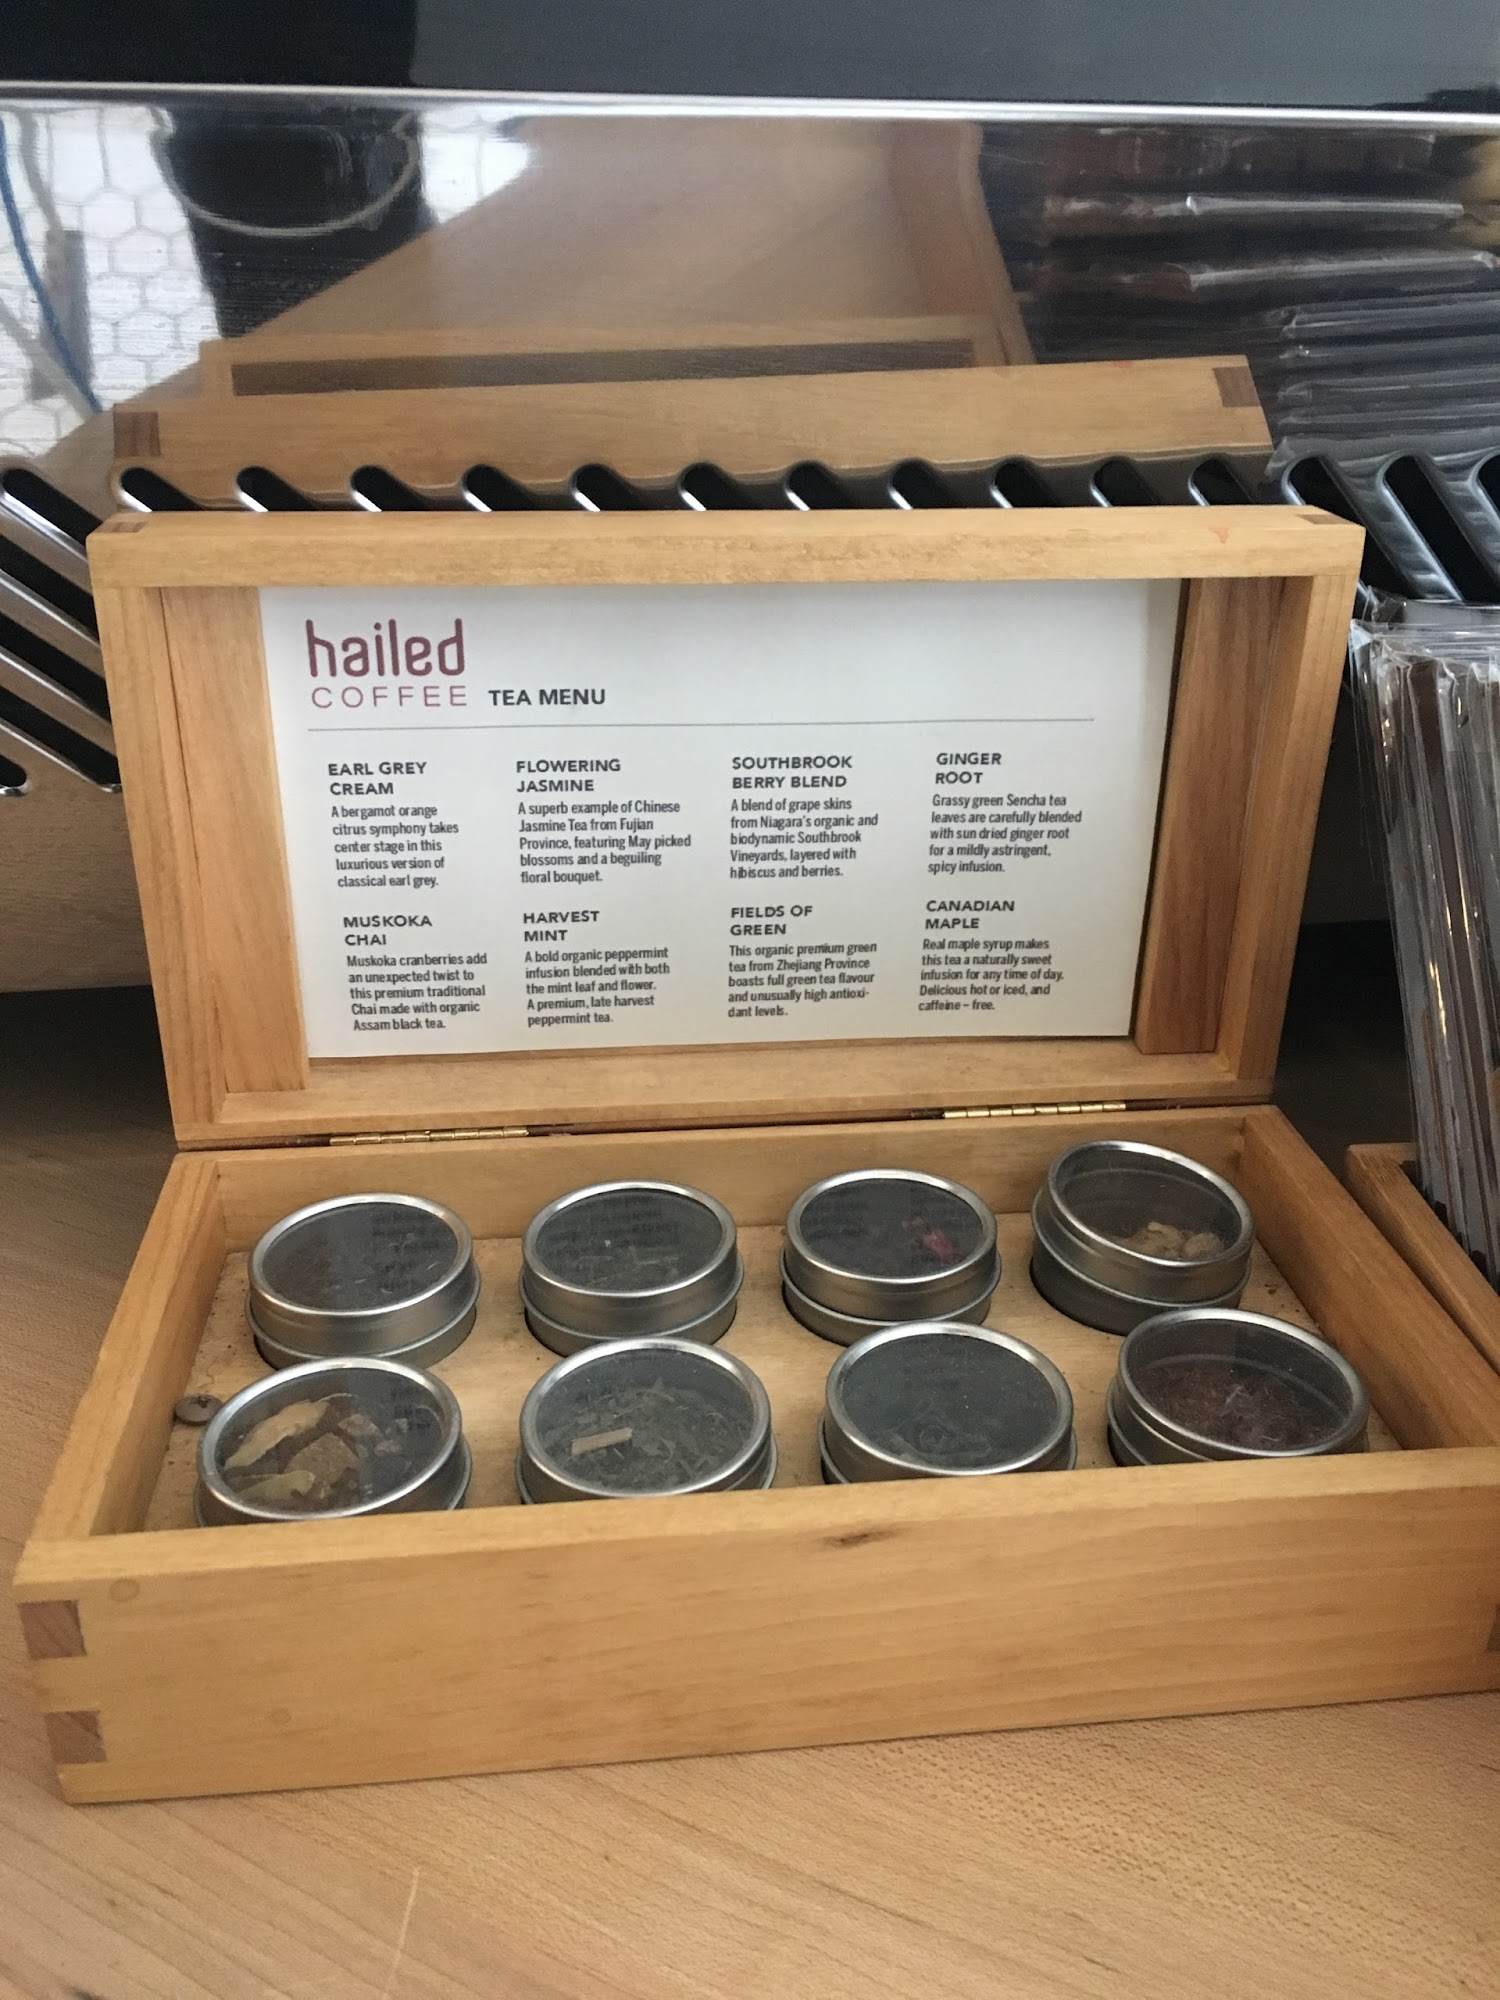 hailed
COFFEE TEA MENU
EARL GREY
CREAM
A bergamot orange
citrus symphony takes
center stage in this
luxurious version of
classical earl grey.
FLOWERING
JASMINE
A superb example of Chinese
Jasmine Tea from Fujian
Province, featuring May picked
blossoms and a beguiling
floral bouquet.
SOUTHBROOK
BERRY BLEND
A blend of grape skins
from Niagara's organic and
biodynamic Southbrook
Vineyards, layered with
hibiscus and berries.
GINGER
ROOT
Grassy green Sencha tea
leaves are carefully blended
with sun dried ginger root
for a mildly astringent,
spicy infusion.
MUSKOKA
CHAI
Muskoka cranberries add
an unexpected twist to
this premium traditional
Chai made with organic
Assam black tea.
HARVEST
MINT
A bold organic peppermint
infusion blended with both
the mint leaf and flower.
A premium, late harvest
peppermint tea.
FIELDS OF
GREEN
This organic premium green
tea from Zhejiang Province
boasts full green tea flavour
and unusually high antioxi-
dant levels.
CANADIAN
MAPLE
Real maple syrup makes
this tea a naturally sweet
infusion for any time of day.
Delicious hot or iced, and
caffeine – free.